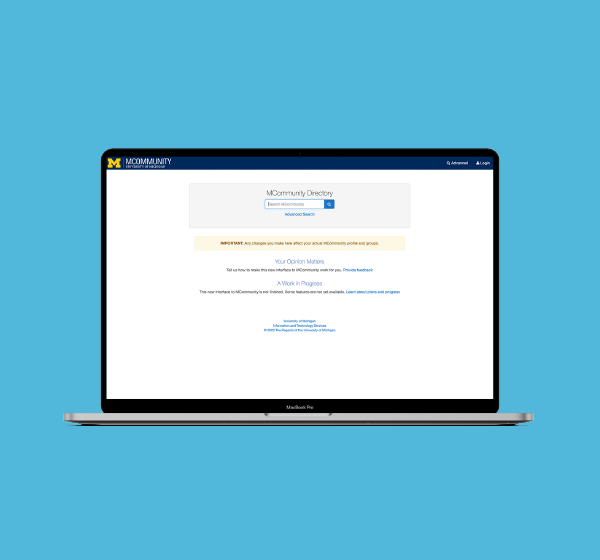 M MCOMMUNITY
UNIVERSITY OF MICHIGAN
Advanced
Login
MCommunity Directory
Search MCommunity
Advanced Search
IMPORTANT: Any changes you make here affect your actual MCommunity profile and groups.
Your Opinion Matters
Tell us how to make this new interface to MCommunity work for you. Provide feedback
A Work in Progress
This new interface to MCommunity is not finished. Some features are not yet available. Learn about plans and progress
University of Michigan
Information and Technology Services
The Regents of the University of Michigan
MacBook Pro